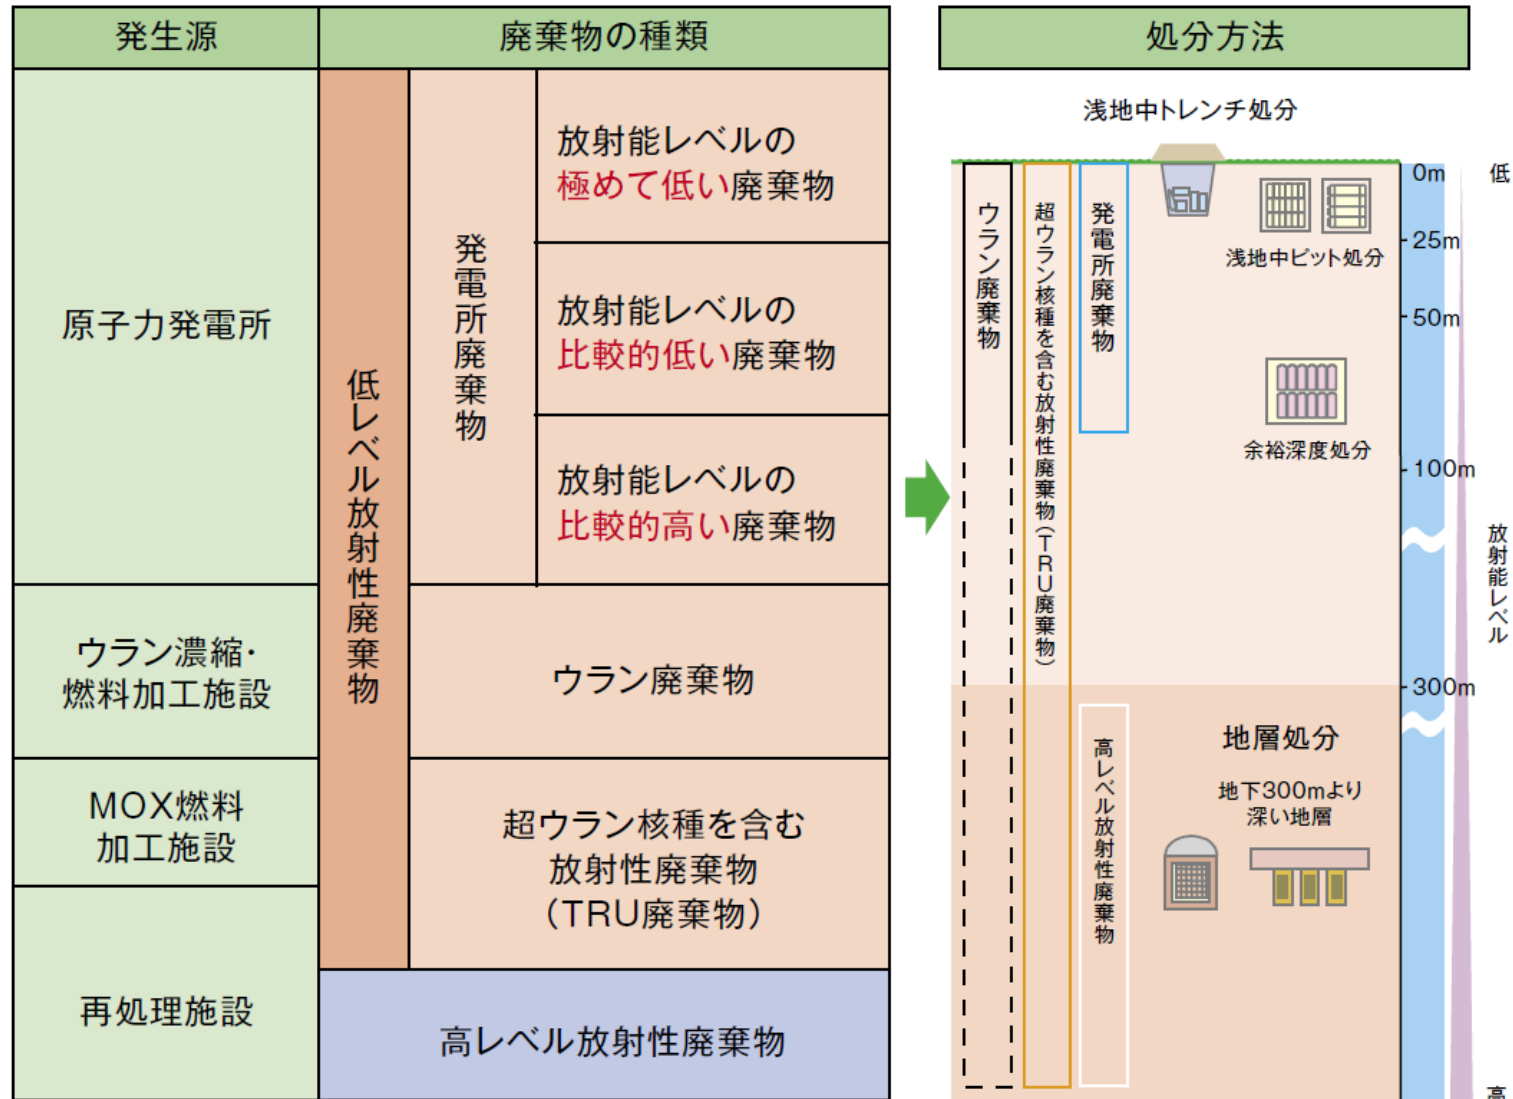 発生源
廃棄物の種類
処分方法
原子力発電所
ウラン濃縮・
燃料加工施設
MOX燃料
加工施設
再処理施設
低レベル放射性廃棄物
発電所廃棄物
放射能レベルの
極めて低い廃棄物
放射能レベルの
比較的低い廃棄物
放射能レベルの
比較的高い廃棄物
ウラン廃棄物
超ウラン核種を含む
放射性廃棄物
（TRU廃棄物）
高レベル放射性廃棄物
浅地中トレンチ処分
ウラン廃棄物
超ウラン核種を含む放射性廃棄物（TRU廃棄物）
発電所廃棄物
浅地中ピット処分
余裕深度処分
高レベル放射性廃棄物
地層処分
地下300mより
深い地層
0m
25m
50m
100m
300m
低
放射能レベル
高